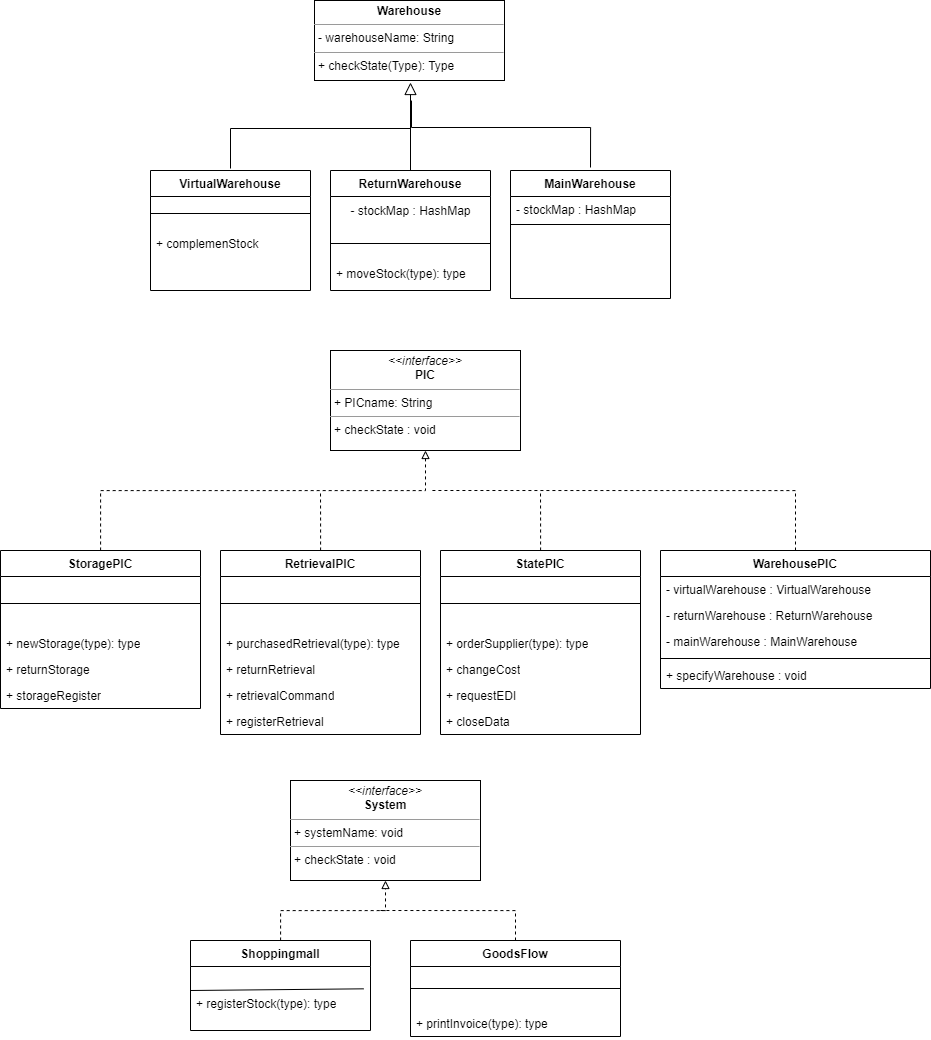 Warehouse
- warehouseName: String
+ checkState(Type): Type
VirtualWarehouse
+ complemenStock
ReturnWarehouse
- stockMap : HashMap
+ moveStock(type): type
MainWarehouse
- stockMap : HashMap
<<interface>>
PIC
+ PICname: String
+ checkState : void
StoragePIC
+ newStorage(type): type
+ returnStorage
+ storageRegister
RetrievalPIC
+ purchasedRetrieval(type): type
+ returnRetrieval
+ retrievalCommand
+ registerRetrieval
StatePIC
+ orderSupplier(type): type
+ changeCost
+ requestEDI
+ closeData
WarehousePIC
- virtualWarehouse : VirtualWarehouse
- returnWarehouse : ReturnWarehouse
- mainWarehouse : MainWarehouse
+ specifyWarehouse : void
<<interface>>
System
+ systemName: void
+ checkState : void
Shoppingmall
+ registerStock(type): type
GoodsFlow
+ printInvoice(type): type